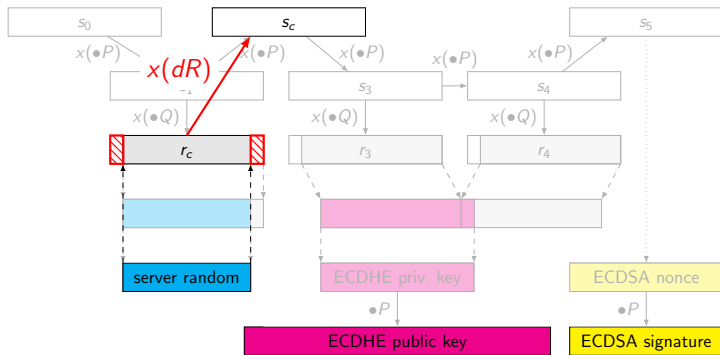 s0
sc
s5
x(•P)
x(•P)
x(•P)
x(•P)
x(•P)
x(dR)
s3
s4
x(•Q)
x(•Q)
x(•Q)
rc
r3
r4
server random
ECDHE priv. key
ECDSA nonce
•P
•P
ECDHE public key
ECDSA signature